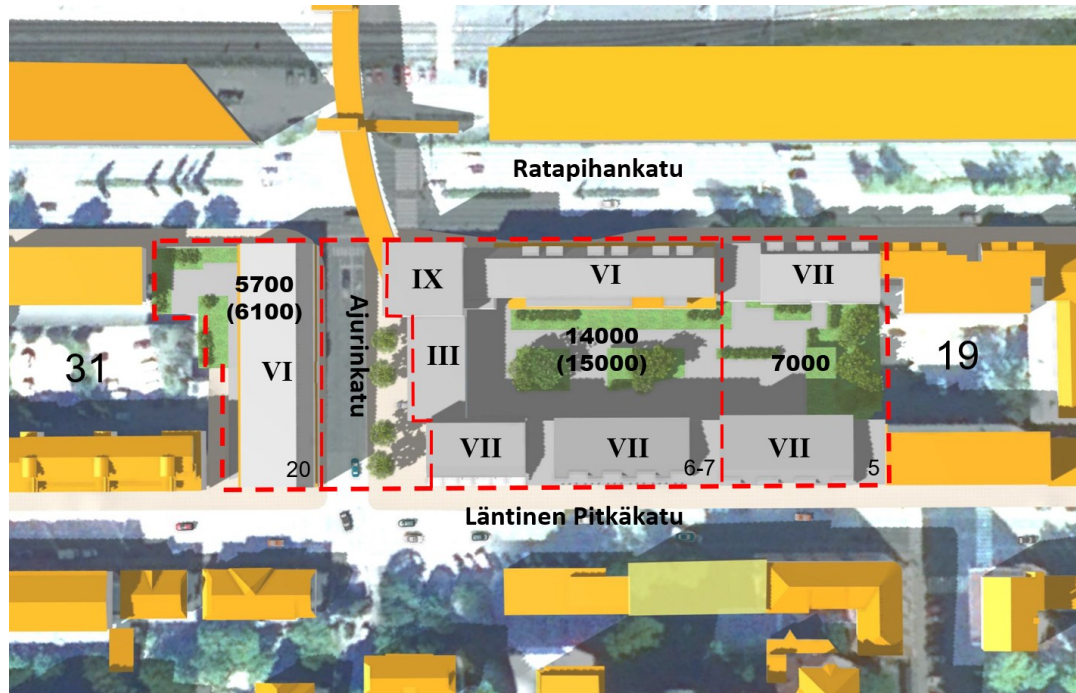 Ratapihankatu
5700
(6100)
VI
31
20
Ajurinkatu
IX
VI
VII
III
14000
(15000)
7000
19
VII
VII
6-7
VII
5
Läntinen Pitkäkatu